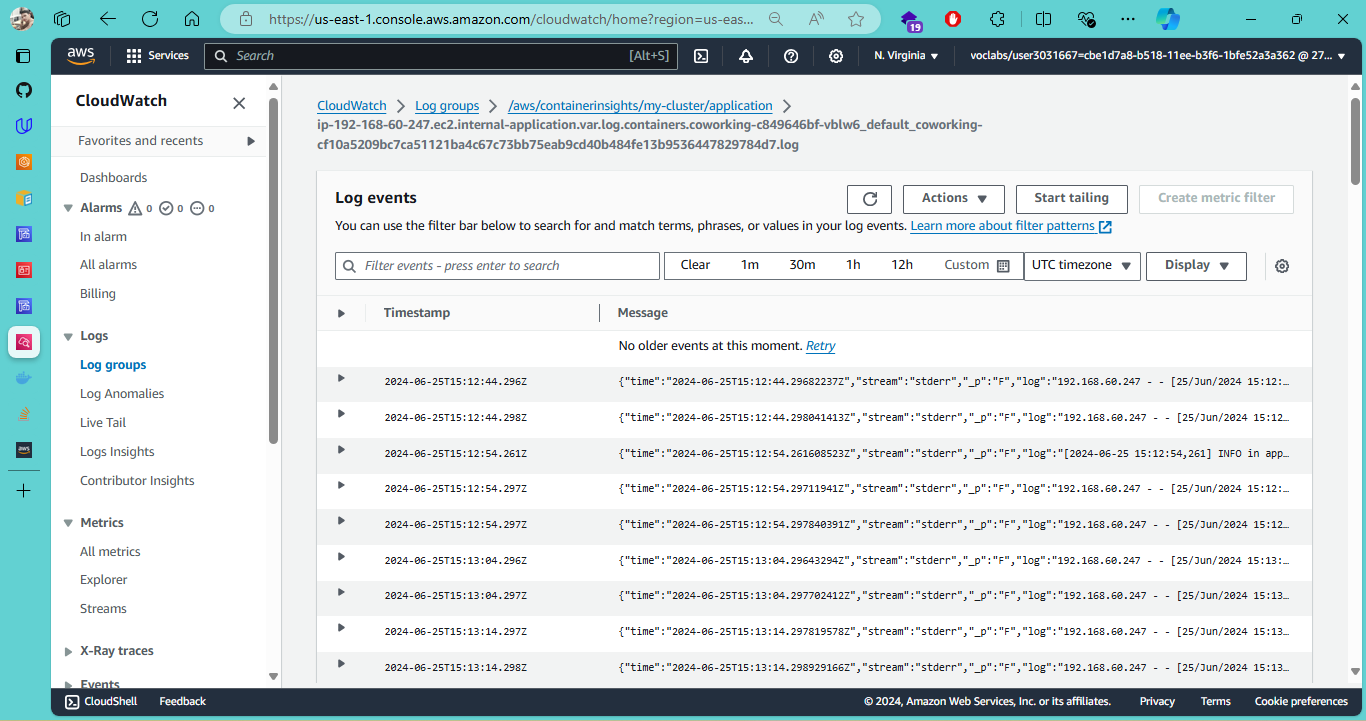 https://us-east-1.console.aws.amazon.com/cloudwatch/home?region=us-eas...
19
aws
Services
Search
[Alt+S]
N. Virginia
voclabs/user3031667=cbe1d7a8-b518-11ee-b3f6-1bfe52a3a362 @ 27...
CloudWatch
Favorites and recents
Dashboards
Alarms 0 0 0
In alarm
All alarms
Billing
Logs
Log groups
Log Anomalies
Live Tail
Logs Insights
Contributor Insights
Metrics
All metrics
Explorer
Streams
X-Ray traces
Events
CloudWatch > Log groups > /aws/containerinsights/my-cluster/application >
ip-192-168-60-247.ec2.internal-application.var.log.containers.coworking-c849646bf-vblw6_default_coworking-
cf10a5209bc7ca51121ba4c67c73bb75eab9cd40b484fe13b9536447829784d7.log
Log events
Actions
Start tailing
Create metric filter
You can use the filter bar below to search for and match terms, phrases, or values in your log events. Learn more about filter patterns
Filter events - press enter to search
Clear 1m 30m 1h 12h Custom
UTC timezone
Display
Timestamp Message
No older events at this moment. Retry
2024-06-25T15:12:44.296Z {"time":"2024-06-25T15:12:44.29682237Z","stream":"stderr","_p":"F","log":"192.168.60.247 - - [25/Jun/2024 15:12:...
2024-06-25T15:12:44.298Z {"time":"2024-06-25T15:12:44.298041413Z","stream":"stderr","_p":"F","log":"192.168.60.247 - - [25/Jun/2024 15:12...
2024-06-25T15:12:54.261Z {"time":"2024-06-25T15:12:54.261608523Z","stream":"stderr","_p":"F","log":"[2024-06-25 15:12:54,261] INFO in app...
2024-06-25T15:12:54.297Z {"time":"2024-06-25T15:12:54.29711941Z","stream":"stderr","_p":"F","log":"192.168.60.247 - - [25/Jun/2024 15:12:...
2024-06-25T15:12:54.297Z {"time":"2024-06-25T15:12:54.297840391Z","stream":"stderr","_p":"F","log":"192.168.60.247 - - [25/Jun/2024 15:12...
2024-06-25T15:13:04.296Z {"time":"2024-06-25T15:13:04.29643294Z","stream":"stderr","_p":"F","log":"192.168.60.247 - - [25/Jun/2024 15:13:...
2024-06-25T15:13:04.297Z {"time":"2024-06-25T15:13:04.297702412Z","stream":"stderr","_p":"F","log":"192.168.60.247 - - [25/Jun/2024 15:13...
2024-06-25T15:13:14.297Z {"time":"2024-06-25T15:13:14.297819578Z","stream":"stderr","_p":"F","log":"192.168.60.247 - - [25/Jun/2024 15:13...
2024-06-25T15:13:14.298Z {"time":"2024-06-25T15:13:14.298929166Z","stream":"stderr","_p":"F","log":"192.168.60.247 - - [25/Jun/2024 15:13...
CloudShell
Feedback
© 2024, Amazon Web Services, Inc. or its affiliates.
Privacy
Terms
Cookie preferences